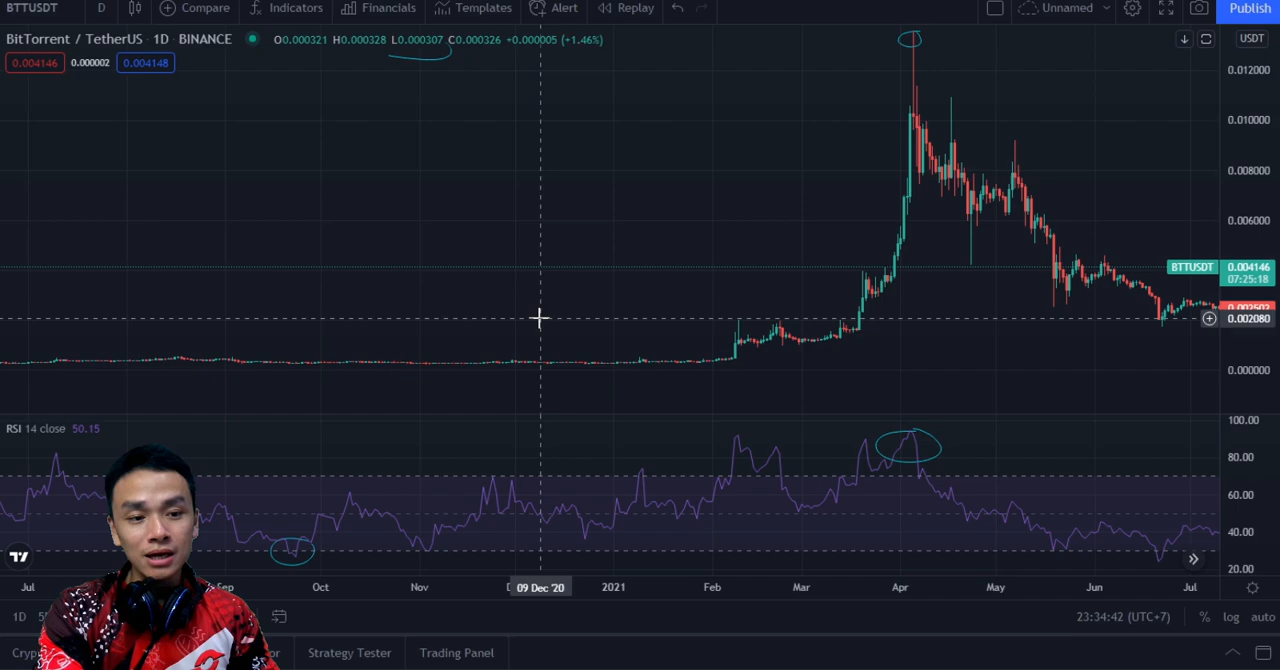 BTTUSDT D Compare Indicators Financials Templates Alert Replay Unnamed Publish
BitTorrent / TetherUS · 1D · BINANCE O0.000321 H0.000328 L0.000307 C0.000326 +0.000005 (+1.46%) USDT
0.004146 0.000002 0.004148
0.012000
0.010000
0.008000
0.006000
BTTUSDT 0.004146
07:25:18
0.002502
0.002080
0.000000
RSI 14 close 50.15
100.00
80.00
60.00
40.00
20.00
Jul Sep Oct Nov 09 Dec '20 2021 Feb Mar Apr May Jun Jul
1D 23:34:42 (UTC+7) % log auto
Strategy Tester Trading Panel